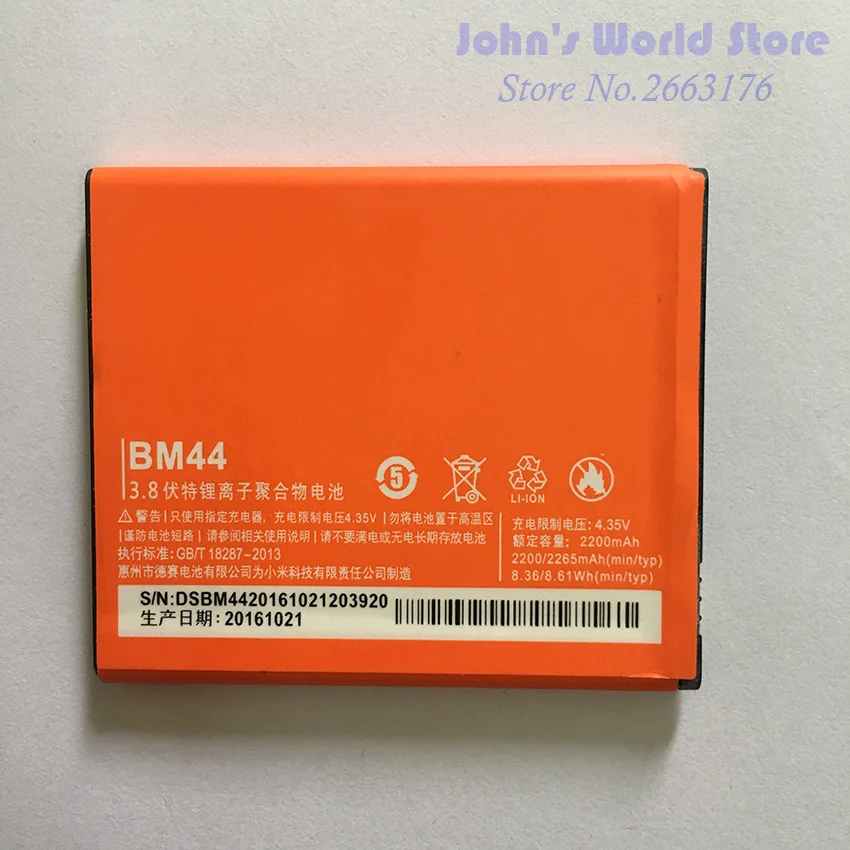 John's World Store
Store No.2663176
BM44
3.8伏特锂离子聚合物电池
5
LI-ION
警告|只使用指定充电器, 充电限制电压4.35V|勿将电池置于高温区
谨防电池短路|请参阅相关使用说明|请不要满电或无电长期存放电池
执行标准: GB/T 18287-2013
惠州市德赛电池有限公司为小米科技有限责任公司制造
充电限制电压: 4.35V
额定容量: 2200mAh
2200/2265mAh(min/typ)
8.36/8.61Wh(min/typ)
S/N:DSBM4420161021203920
生产日期: 20161021